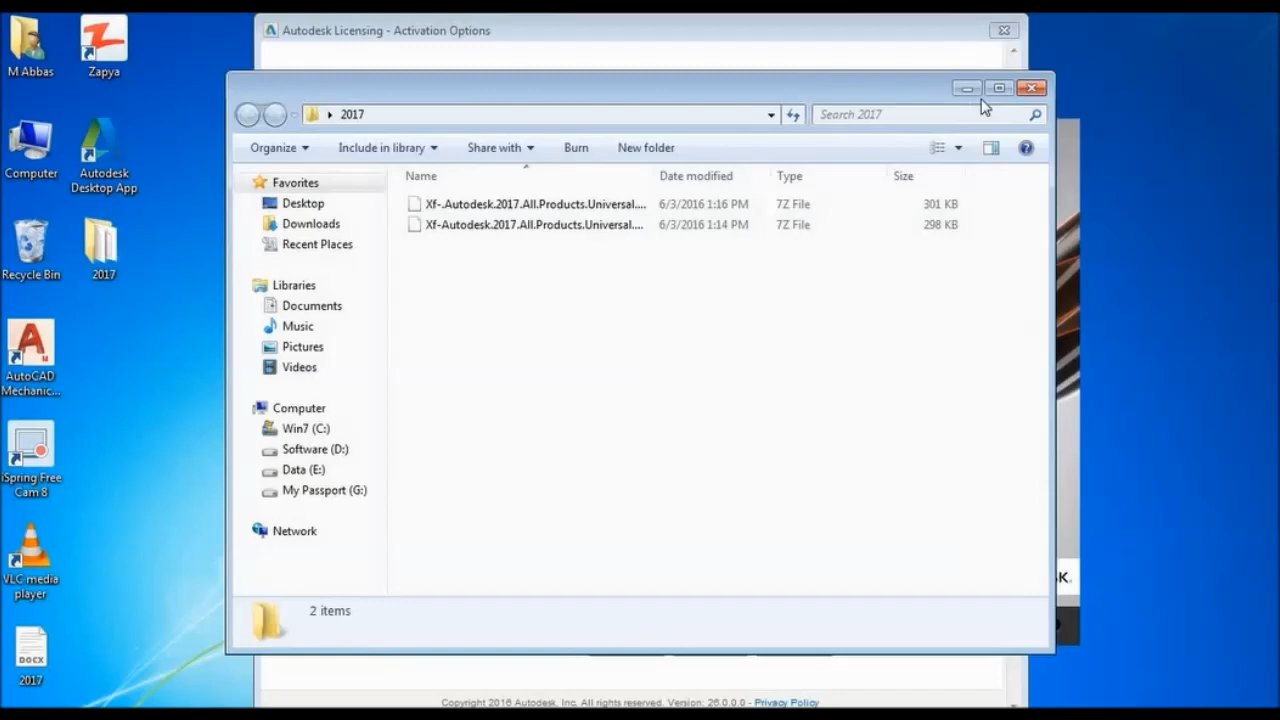 Autodesk Licensing - Activation Options
M Abbas
Zapya
2017
Search 2017
Organize
Include in library
Share with
Burn
New folder
Computer
Autodesk
Desktop App
Favorites
Desktop
Downloads
Recent Places
Name
Date modified
Type
Size
Xf-.Autodesk.2017.All.Products.Universal....
6/3/2016 1:16 PM
7Z File
301 KB
Xf-Autodesk.2017.All.Products.Universal....
6/3/2016 1:14 PM
7Z File
298 KB
Recycle Bin
2017
Libraries
Documents
Music
Pictures
Videos
AutoCAD
Mechanic...
Computer
Win7 (C:)
Software (D:)
Data (E:)
My Passport (G:)
iSpring Free
Cam 8
Network
VLC media
player
K.
2 items
DOCX
2017
Copyright 2016 Autodesk, Inc. All rights reserved. Version: 26.0.0.0 - Privacy Policy